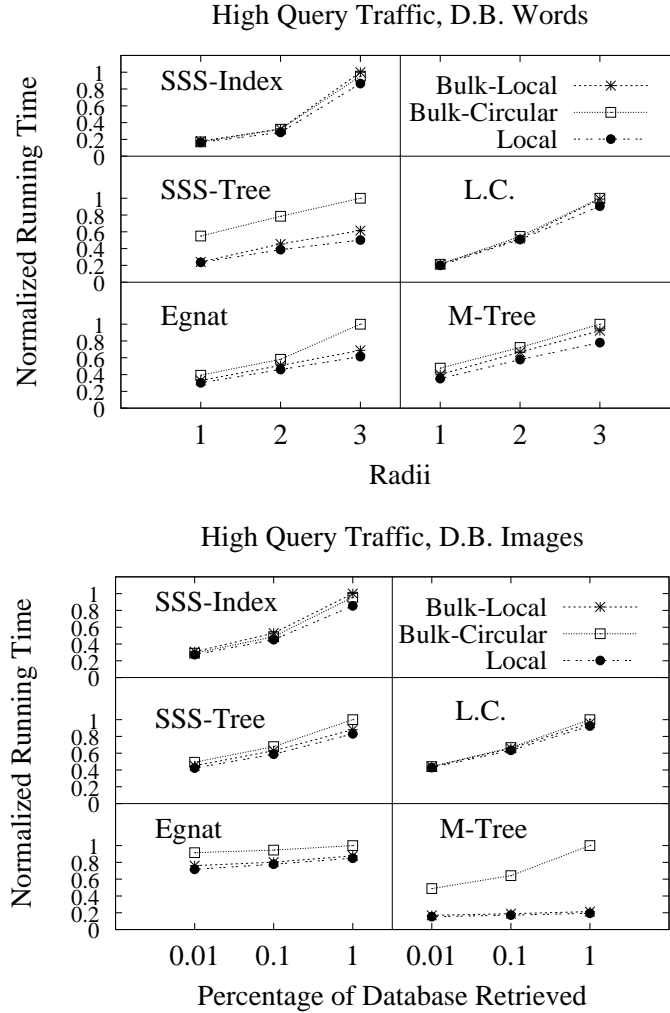 High Query Traffic, D.B. Words
Normalized Running Time
SSS-Index
1
0.8
0.6
0.4
0.2
0
Bulk-Local
Bulk-Circular
Local
SSS-Tree
1
0.8
0.6
0.4
0.2
0
L.C.
Egnat
1
0.8
0.6
0.4
0.2
0
M-Tree
1 2 3 1 2 3
Radii
High Query Traffic, D.B. Images
Normalized Running Time
SSS-Index
1
0.8
0.6
0.4
0.2
0
Bulk-Local
Bulk-Circular
Local
SSS-Tree
1
0.8
0.6
0.4
0.2
0
L.C.
Egnat
1
0.8
0.6
0.4
0.2
0
M-Tree
0.01 0.1 1 0.01 0.1 1
Percentage of Database Retrieved